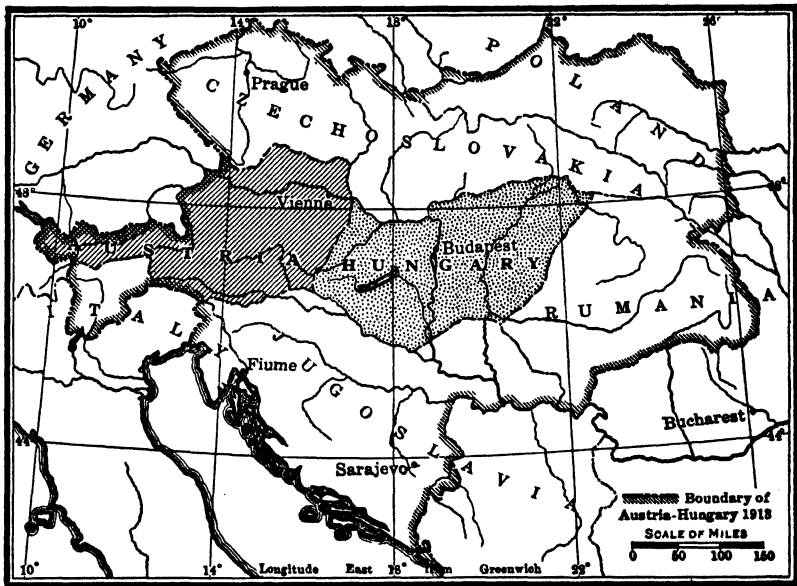 10° 14° 18° 22° 26°
GERMANY
POLAND
Prague
CZECHOSLOVAKIA
48°
Vienna
AUSTRIA
HUNGARY
Budapest
RUMANIA
ITALY
Fiume
JUGOSLAVIA
Bucharest
44° 44°
Sarajevo
Boundary of
Austria-Hungary 1913
SCALE OF MILES
0 50 100 150
10° 14° Longitude East 18° from Greenwich 22°